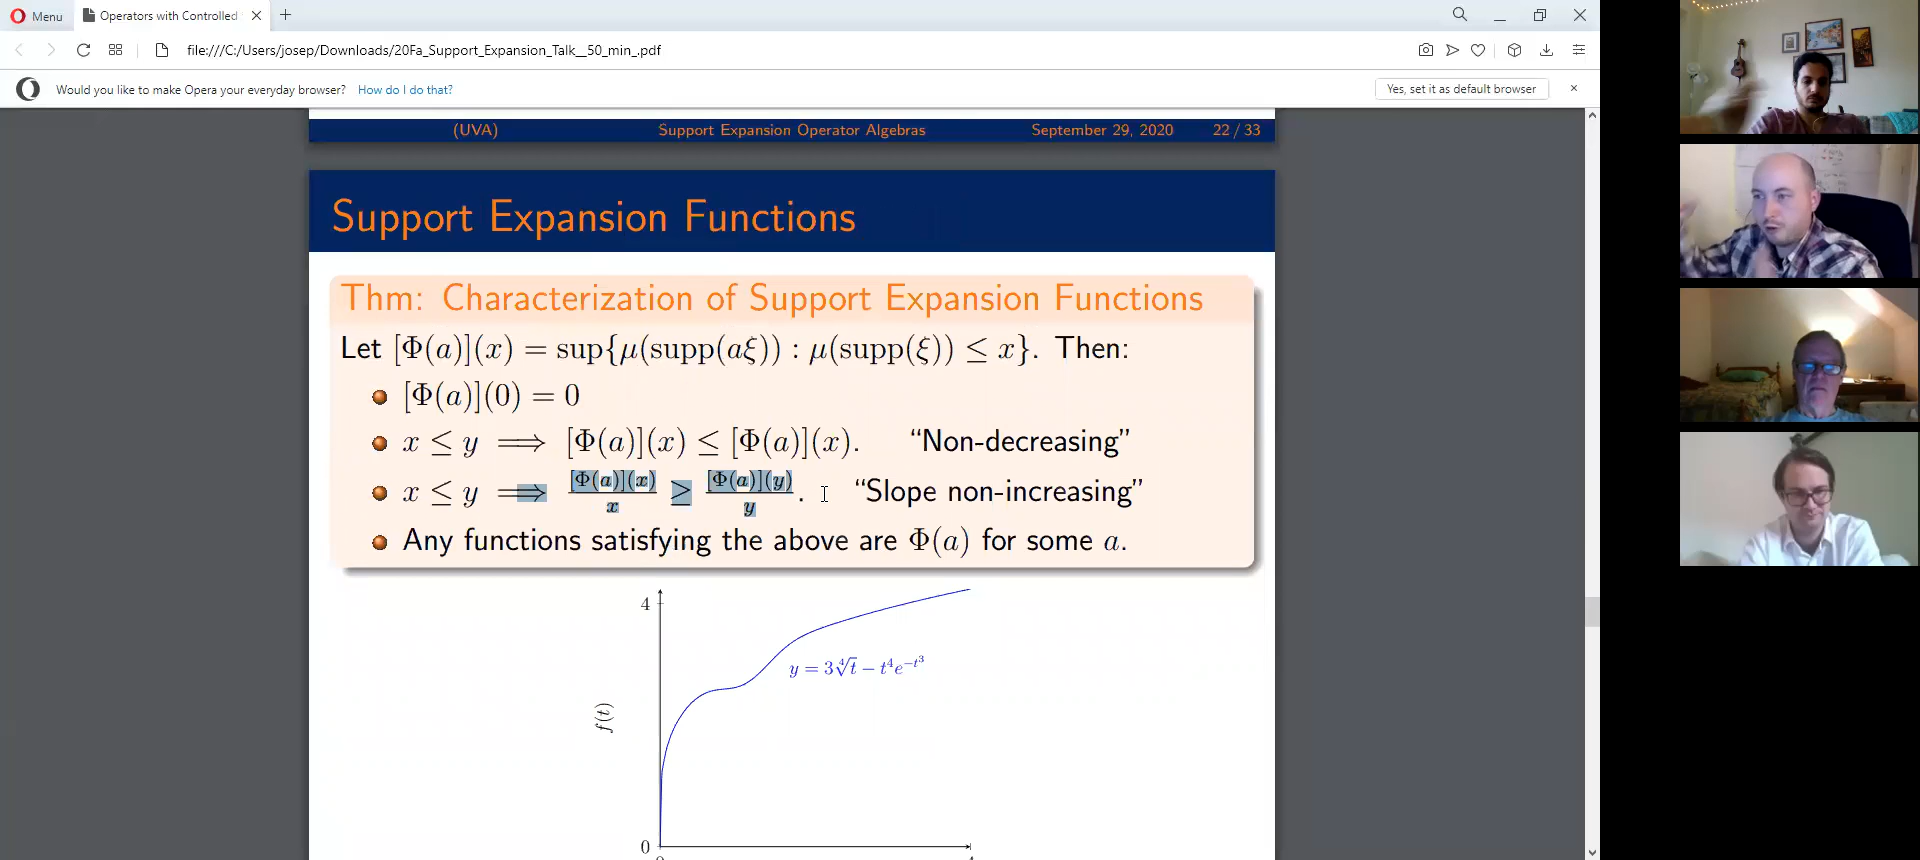 Menu
Operators with Controlled
file:///C:/Users/josep/Downloads/20Fa_Support_Expansion_Talk__50_min_.pdf
Would you like to make Opera your everyday browser? How do I do that?
Yes, set it as default browser
(UVA) Support Expansion Operator Algebras September 29, 2020 22 / 33
Support Expansion Functions
Thm: Characterization of Support Expansion Functions
Let [Φ(a)](x) = sup{μ(supp(aξ)) : μ(supp(ξ)) ≤ x}. Then:
[Φ(a)](0) = 0
x ≤ y ⟹ [Φ(a)](x) ≤ [Φ(a)](x). “Non-decreasing”
x ≤ y ⟹ [Φ(a)](x)/x ≥ [Φ(a)](y)/y. “Slope non-increasing”
Any functions satisfying the above are Φ(a) for some a.
4
y = 3∜t − t⁴e^{−t³}
f(t)
0